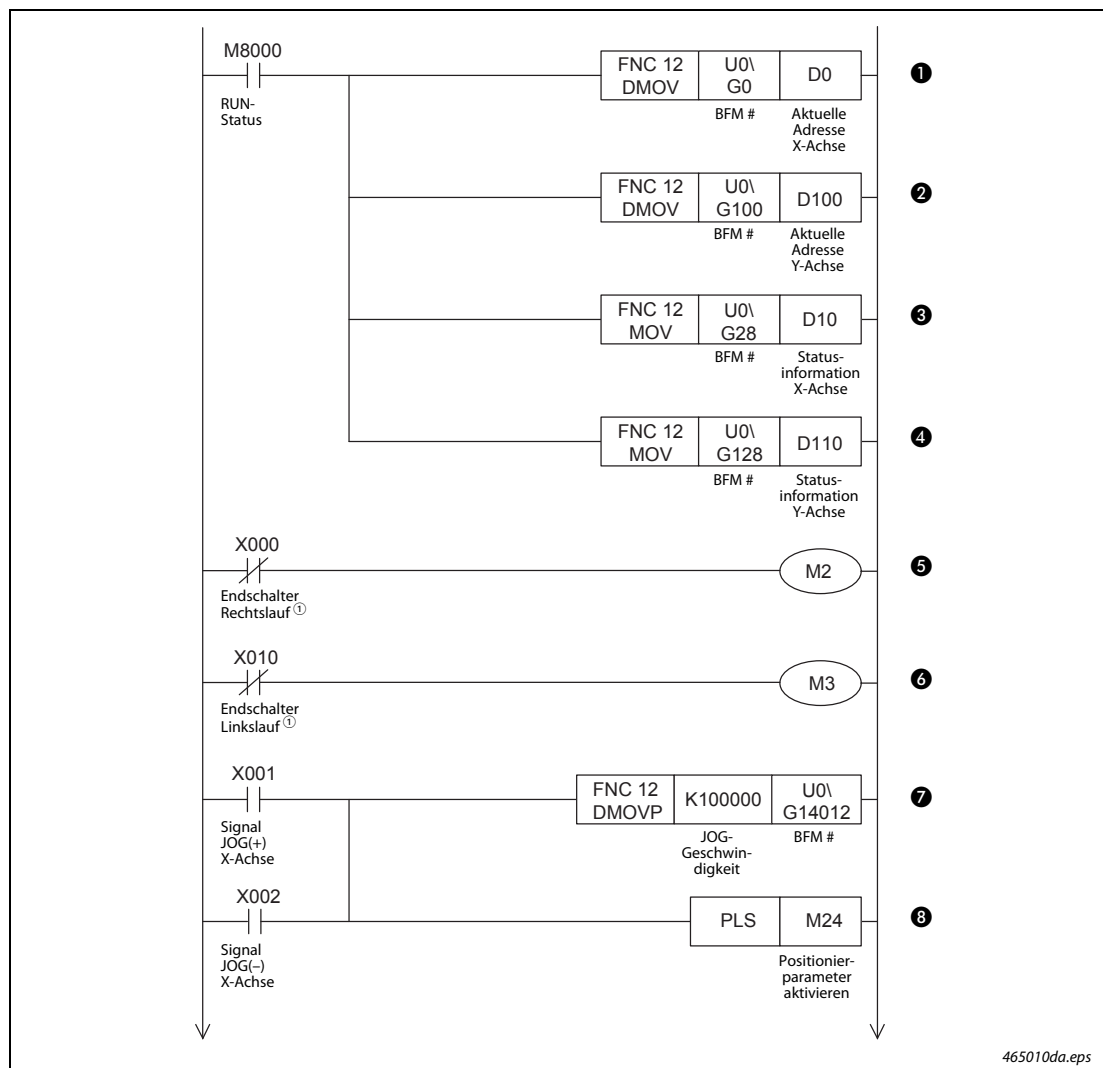 M8000
RUN-
Status
FNC 12
DMOV
U0\
G0
D0
❶
BFM #
Aktuelle
Adresse
X-Achse
FNC 12
DMOV
U0\
G100
D100
❷
BFM #
Aktuelle
Adresse
Y-Achse
FNC 12
MOV
U0\
G28
D10
❸
BFM #
Status-
information
X-Achse
FNC 12
MOV
U0\
G128
D110
❹
BFM #
Status-
information
Y-Achse
X000
Endschalter
Rechtslauf ①
M2
❺
X010
Endschalter
Linkslauf ①
M3
❻
X001
Signal
JOG(+)
X-Achse
FNC 12
DMOVP
K100000
U0\
G14012
❼
JOG-
Geschwin-
digkeit
BFM #
X002
Signal
JOG(–)
X-Achse
PLS
M24
❽
Positionier-
parameter
aktivieren
465010da.eps